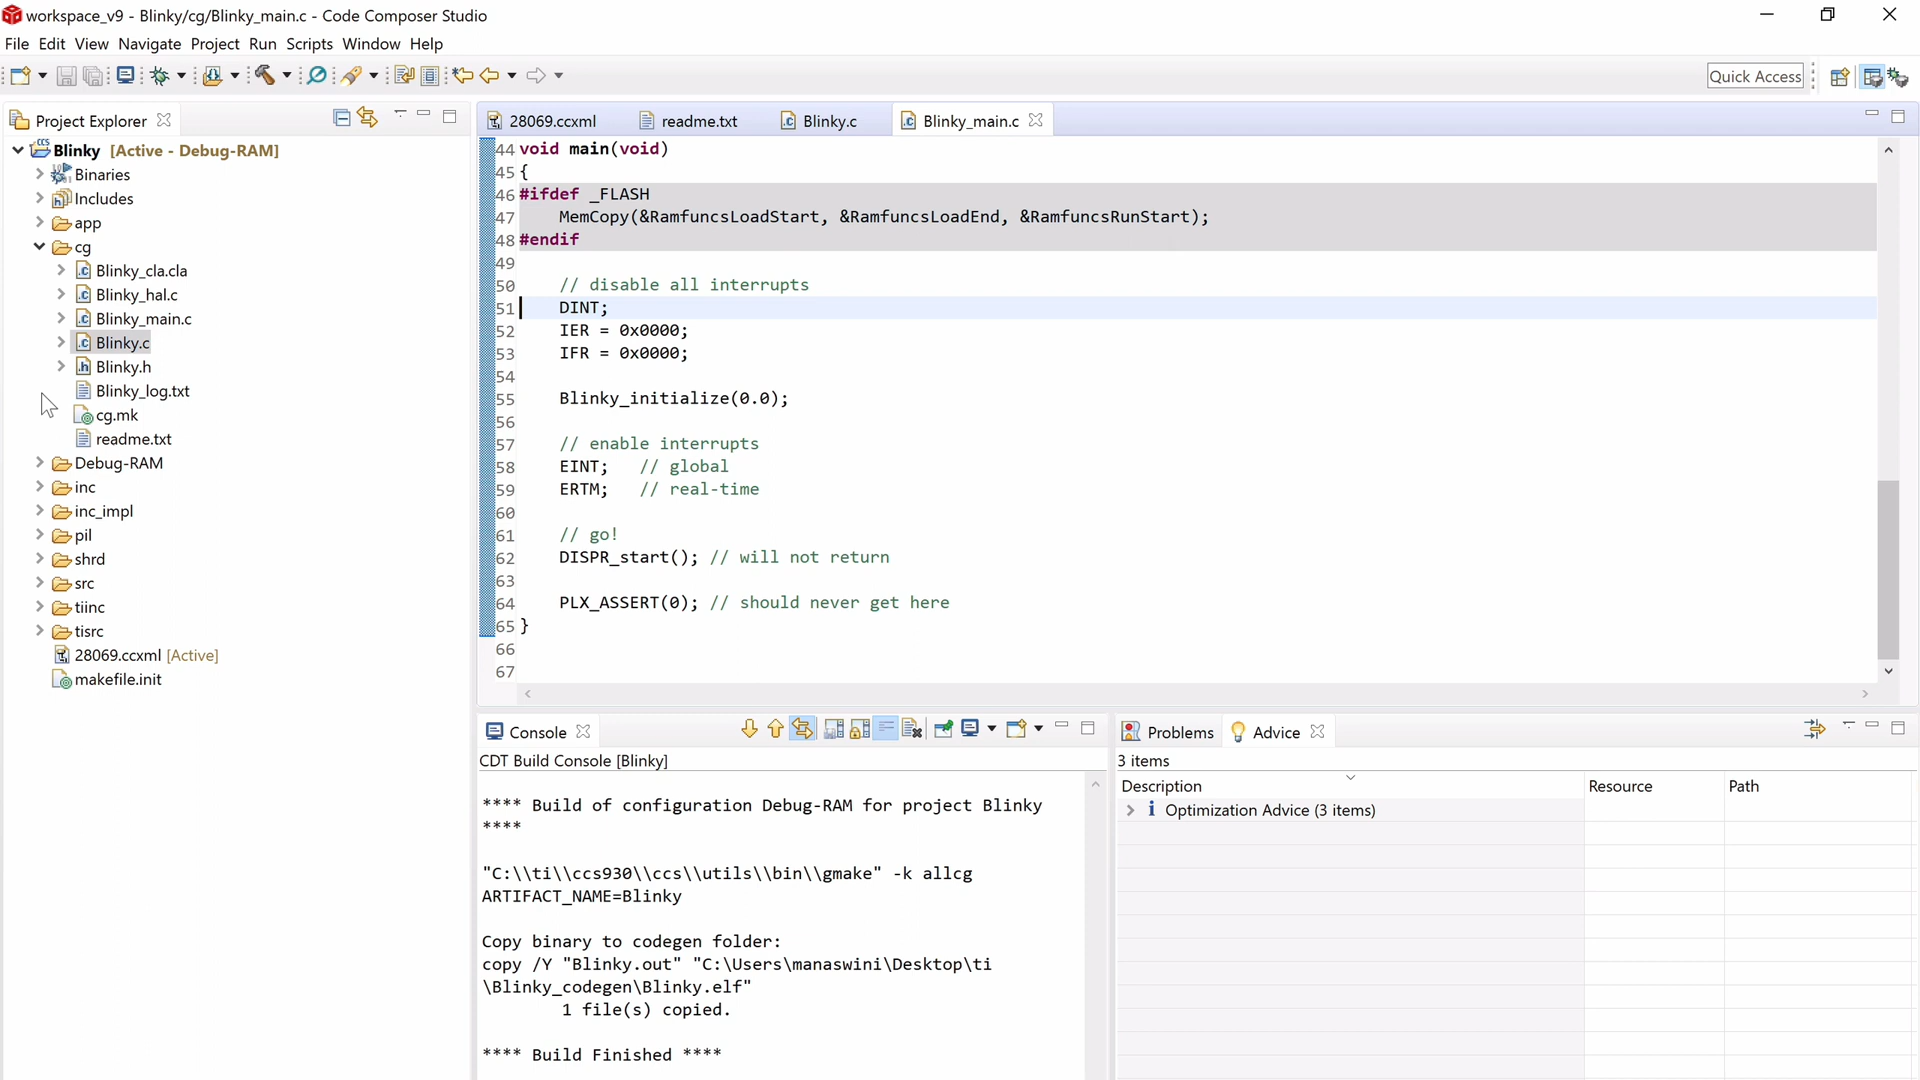 workspace_v9 - Blinky/cg/Blinky_main.c - Code Composer Studio
File Edit View Navigate Project Run Scripts Window Help
Quick Access
Project Explorer
Blinky [Active - Debug-RAM]
Binaries
Includes
app
cg
Blinky_cla.cla
Blinky_hal.c
Blinky_main.c
Blinky.c
Blinky.h
Blinky_log.txt
cg.mk
readme.txt
Debug-RAM
inc
inc_impl
pil
shrd
src
tiinc
tisrc
28069.ccxml [Active]
makefile.init
28069.ccxml readme.txt Blinky.c Blinky_main.c
44 void main(void)
45 {
46 #ifdef _FLASH
47 MemCopy(&RamfuncsLoadStart, &RamfuncsLoadEnd, &RamfuncsRunStart);
48 #endif
49
50 // disable all interrupts
51 DINT;
52 IER = 0x0000;
53 IFR = 0x0000;
54
55 Blinky_initialize(0.0);
56
57 // enable interrupts
58 EINT; // global
59 ERTM; // real-time
60
61 // go!
62 DISPR_start(); // will not return
63
64 PLX_ASSERT(0); // should never get here
65 }
66
67
Console
CDT Build Console [Blinky]
**** Build of configuration Debug-RAM for project Blinky
****
"C:\\ti\\ccs930\\ccs\\utils\\bin\\gmake" -k allcg
ARTIFACT_NAME=Blinky
Copy binary to codegen folder:
copy /Y "Blinky.out" "C:\Users\manaswini\Desktop\ti
\Blinky_codegen\Blinky.elf"
1 file(s) copied.
**** Build Finished ****
Problems Advice
3 items
Description Resource Path
Optimization Advice (3 items)